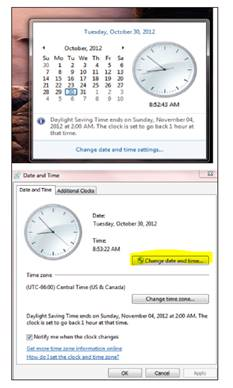 Tuesday, October 30, 2012
October, 2012
Su Mo Tu We Th Fr Sa
30 1 2 3 4 5 6
7 8 9 10 11 12 13
14 15 16 17 18 19 20
21 22 23 24 25 26 27
28 29 30 31 1 2 3
4 5 6 7 8 9 10
8:52:43 AM
Daylight Saving Time ends on Sunday, November 04,
2012 at 2:00 AM. The clock is set to go back 1 hour at
that time.
Change date and time settings...
Date and Time
Date and Time Additional Clocks
Date:
Tuesday, October 30, 2012
Time:
8:53:22 AM
Change date and time...
Time zone
(UTC-06:00) Central Time (US & Canada)
Change time zone...
Daylight Saving Time ends on Sunday, November 04, 2012 at 2:00 AM. The
clock is set to go back 1 hour at that time.
Notify me when the clock changes
Get more time zone information online
How do I set the clock and time zone?
OK Cancel Apply